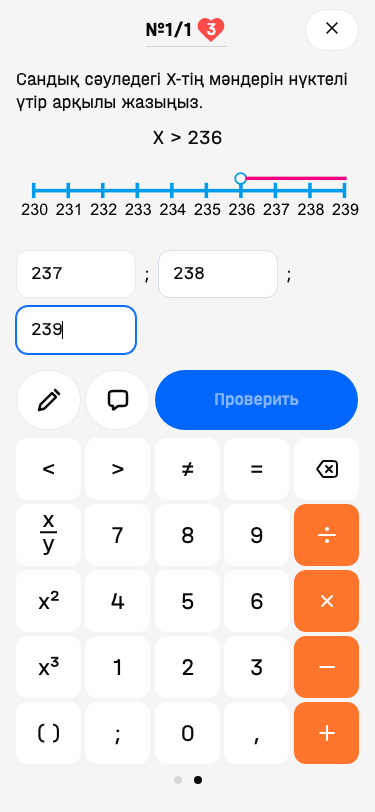 №1/1 3
Сандық сәуледегі X-тің мәндерін нүктелі
үтір арқылы жазыңыз.
X > 236
230 231 232 233 234 235 236 237 238 239
237 ; 238 ;
239
Проверить
< > ≠ =
x/y 7 8 9 ÷
x² 4 5 6 ×
x³ 1 2 3 −
( ) ; 0 , +